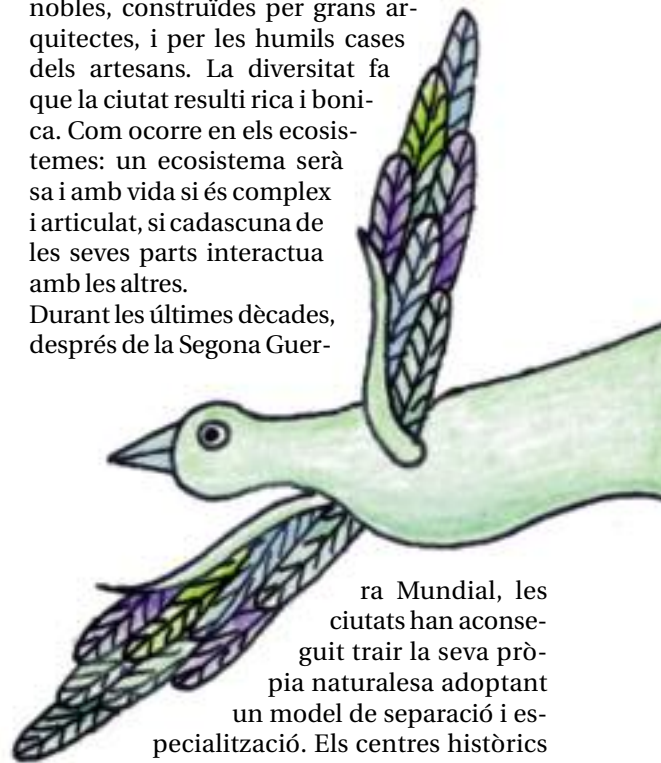 nobles, construïdes per grans ar-
quitectes, i per les humils cases
dels artesans. La diversitat fa
que la ciutat resulti rica i boni-
ca. Com ocorre en els ecosis-
temes: un ecosistema serà
sa i amb vida si és complex
i articulat, si cadascuna de
les seves parts interactua
amb les altres.
Durant les últimes dècades,
després de la Segona Guer-
ra Mundial, les
ciutats han aconse-
guit trair la seva prò-
pia naturalesa adoptant
un model de separació i es-
pecialització. Els centres històrics